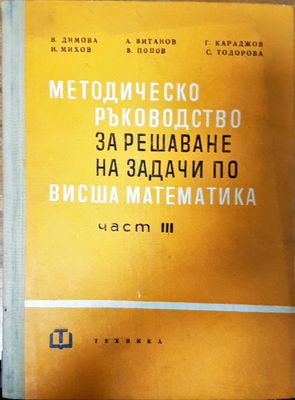 В. ДИМОВА А. ВИТАНОВ Г. КАРАДЖОВ
И. МИХОВ В. ПОПОВ С. ТОДОРОВА
МЕТОДИЧЕСКО
РЪКОВОДСТВО
ЗА РЕШАВАНЕ
НА ЗАДАЧИ ПО
ВИСША МАТЕМАТИКА
част III
Т
ТЕХНИКА